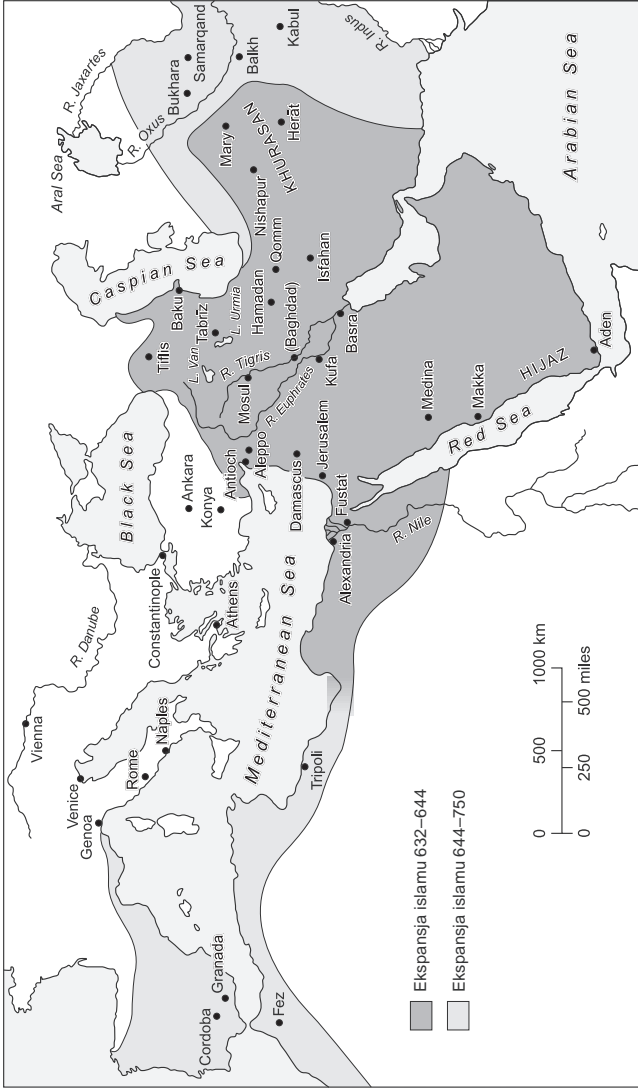 Aral Sea
R. Jaxartes
Bukhara
Samarqand
R. Oxus
Balkh
Kabul
R. Indus
Caspian Sea
Mary
KHURASAN
Herāt
Nishapur
Qomm
Isfahan
Hamadan
(Baghdad)
Baku
Tabrīz
L. Urmia
Tiflis
L. Van
R. Tigris
Mosul
R. Euphrates
Kufa
Basra
Arabian Sea
Black Sea
Ankara
Konya
Antioch
Aleppo
Damascus
Jerusalem
Fustat
Alexandria
R. Nile
Medina
Makka
HIJAZ
Red Sea
Aden
R. Danube
Constantinople
Athens
Mediterranean Sea
Vienna
Venice
Genoa
Rome
Naples
Tripoli
Cordoba
Granada
Fez
Ekspansja islamu 632–644
Ekspansja islamu 644–750
0 500 1000 km
0 250 500 miles